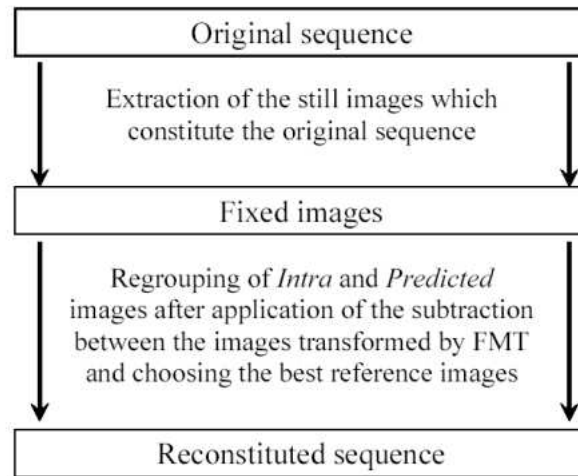 Original sequence
Extraction of the still images which
constitute the original sequence
Fixed images
Regrouping of Intra and Predicted
images after application of the subtraction
between the images transformed by FMT
and choosing the best reference images
Reconstituted sequence